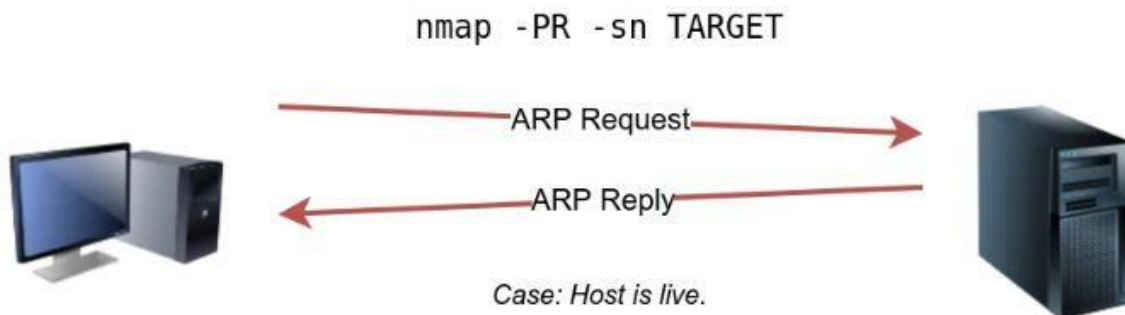 nmap -PR -sn TARGET
ARP Request
ARP Reply
Case: Host is live.